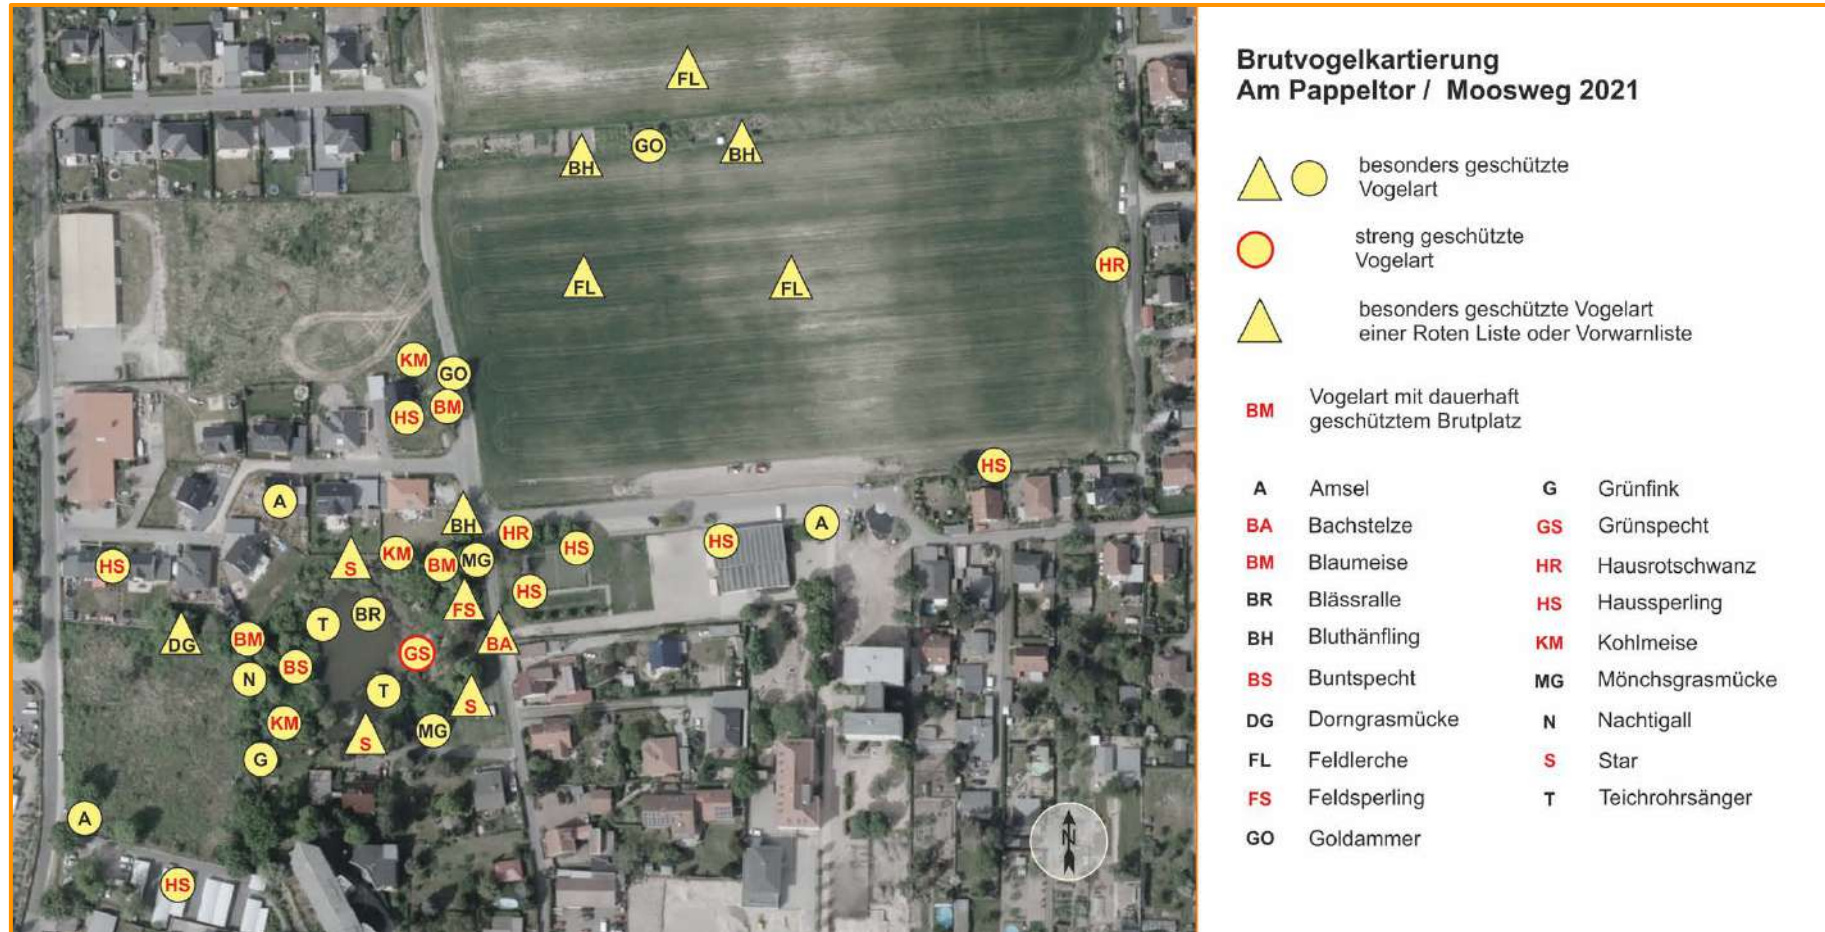 Brutvogelkartierung
Am Pappeltor / Moosweg 2021
besonders geschützte
Vogelart
streng geschützte
Vogelart
besonders geschützte Vogelart
einer Roten Liste oder Vorwarnliste
BM Vogelart mit dauerhaft
geschütztem Brutplatz
A Amsel
BA Bachstelze
BM Blaumeise
BR Blässralle
BH Bluthänfling
BS Buntspecht
DG Dorngrasmücke
FL Feldlerche
FS Feldsperling
GO Goldammer
G Grünfink
GS Grünspecht
HR Hausrotschwanz
HS Haussperling
KM Kohlmeise
MG Mönchsgrasmücke
N Nachtigall
S Star
T Teichrohrsänger
FL
GO
BH
BH
HR
FL
FL
KM
GO
BM
HS
HS
A
BH
A
HR
HS
HS
KM
MG
BM
S
HS
HS
FS
BR
T
DG
BM
BA
GS
BS
N
T
S
KM
MG
S
G
A
HS
N